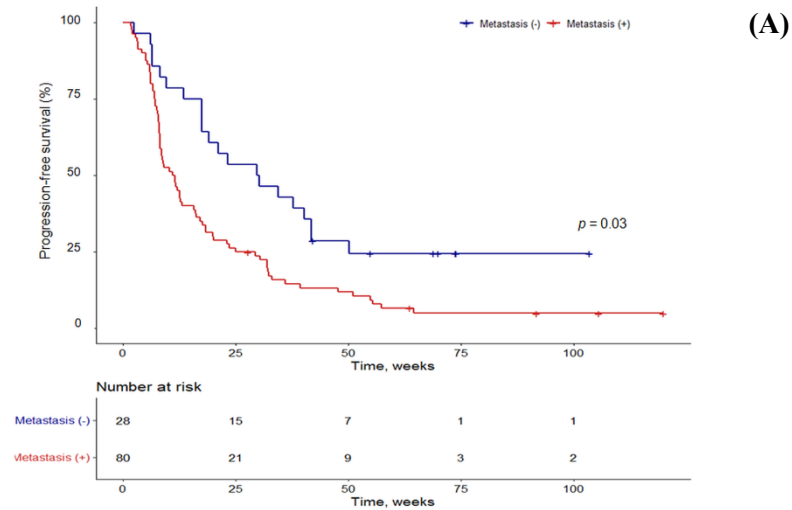 (A)
Metastasis (-) Metastasis (+)
Progression-free survival (%)
100
75
50
25
0
p = 0.03
0 25 50 75 100
Time, weeks
Number at risk
Metastasis (-) 28 15 7 1 1
Metastasis (+) 80 21 9 3 2
0 25 50 75 100
Time, weeks